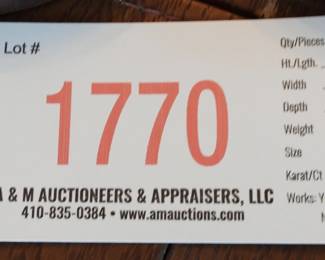 Lot #
1770
& M AUCTIONEERS & APPRAISERS, LLC
410-835-0384 • www.amauctions.com
Qty/Pieces
Ht./Lgth.
Width
Depth
Weight
Size
Karat/Ct
Works: Y